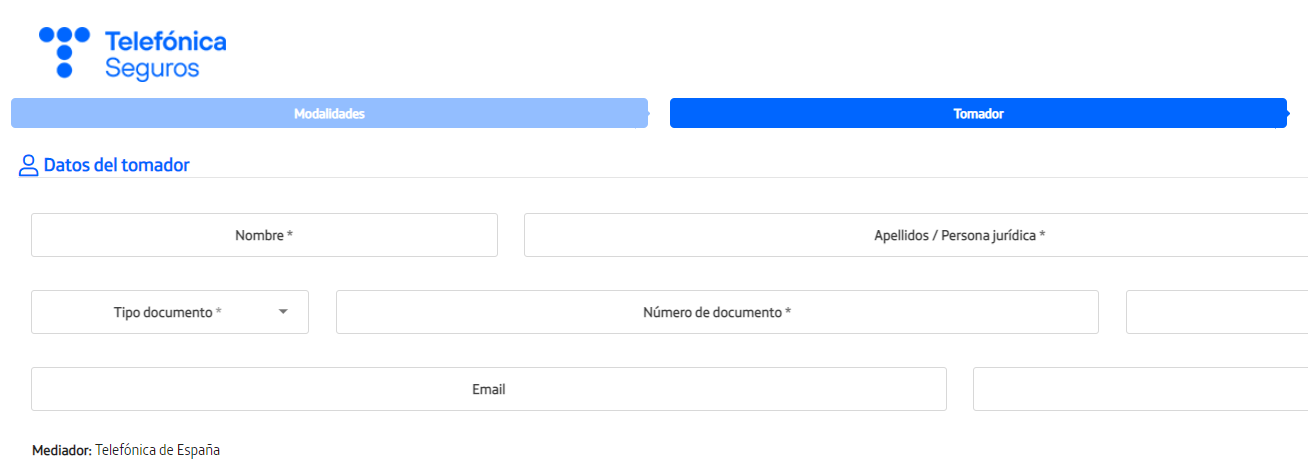 Telefónica
Seguros
Modalidades
Tomador
Datos del tomador
Nombre *
Apellidos / Persona jurídica *
Tipo documento *
Número de documento *
Email
Mediador: Telefónica de España